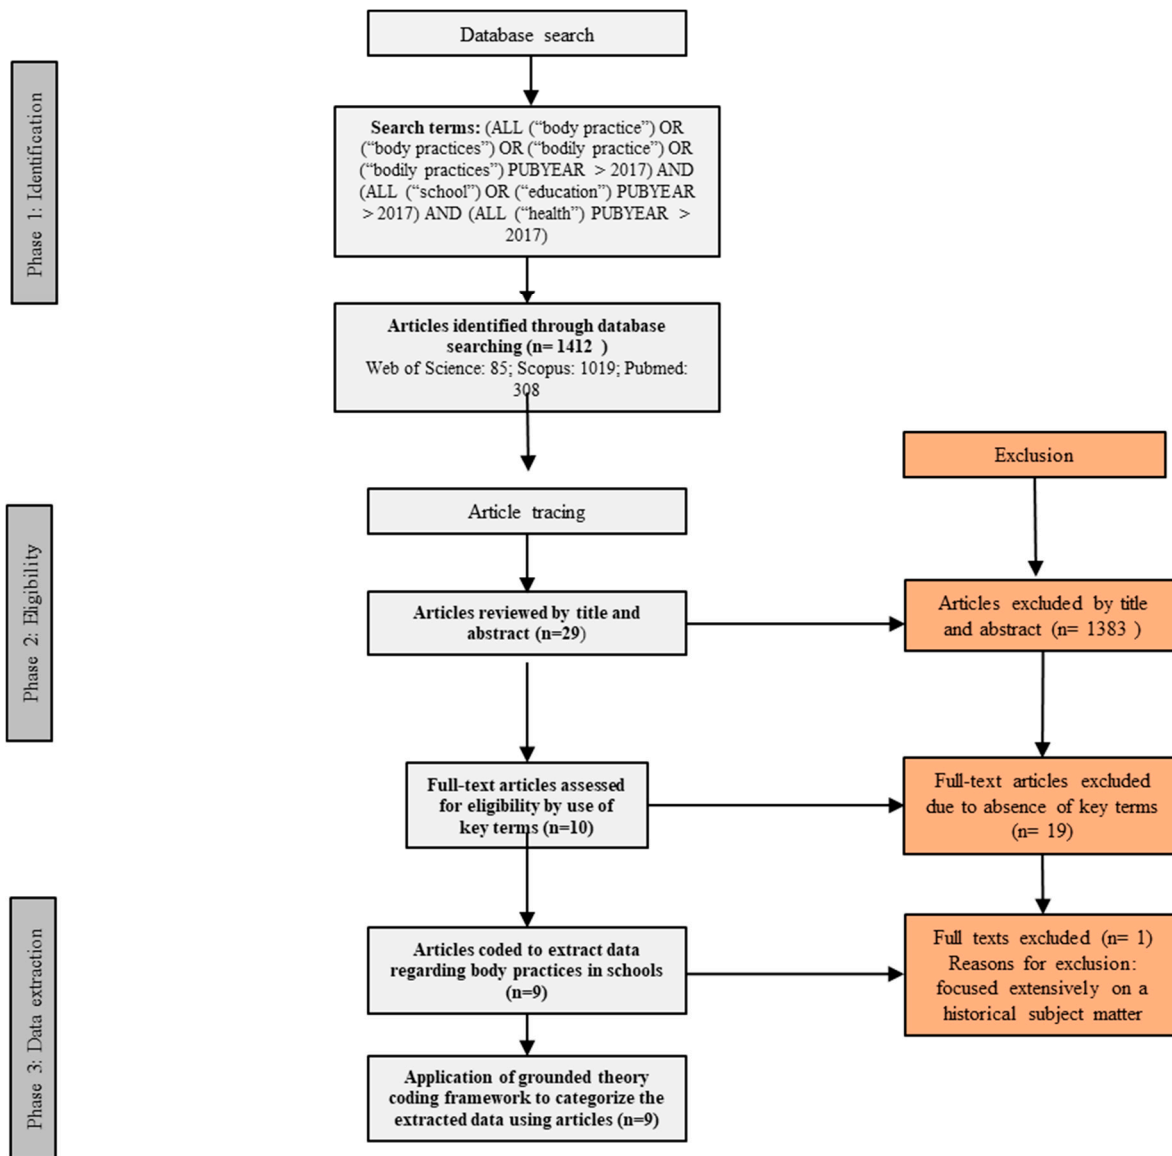 Database search
Phase 1: Identification
Search terms: (ALL (“body practice”) OR
(“body practices”) OR (“bodily practice”) OR
(“bodily practices”) PUBYEAR > 2017) AND
(ALL (“school”) OR (“education”) PUBYEAR
> 2017) AND (ALL (“health”) PUBYEAR >
2017)
Articles identified through database
searching (n= 1412 )
Web of Science: 85; Scopus: 1019; Pubmed:
308
Exclusion
Phase 2: Eligibility
Article tracing
Articles reviewed by title and
abstract (n=29)
Articles excluded by title
and abstract (n= 1383 )
Full-text articles assessed
for eligibility by use of
key terms (n=10)
Full-text articles excluded
due to absence of key terms
(n= 19)
Phase 3: Data extraction
Articles coded to extract data
regarding body practices in schools
(n=9)
Full texts excluded (n= 1)
Reasons for exclusion:
focused extensively on a
historical subject matter
Application of grounded theory
coding framework to categorize the
extracted data using articles (n=9)